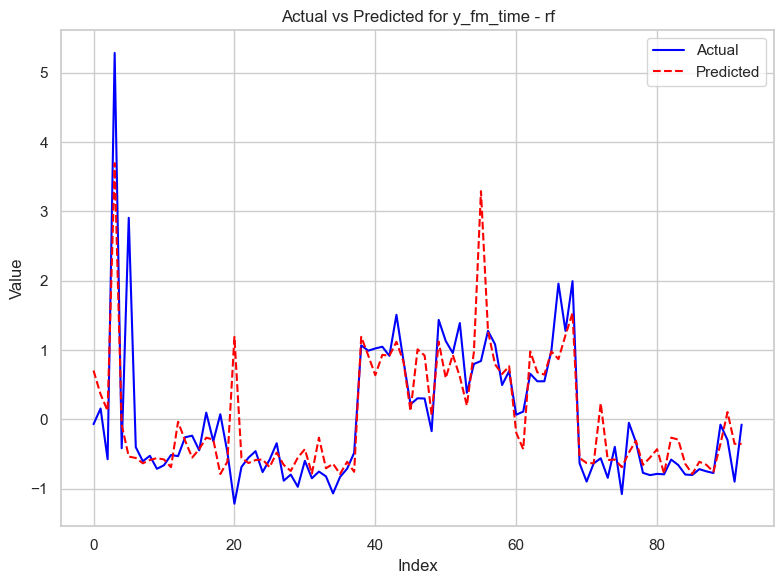 Actual vs Predicted for y_fm_time - rf
Actual
Predicted
Value
5
4
3
2
1
0
−1
0
20
40
60
80
Index